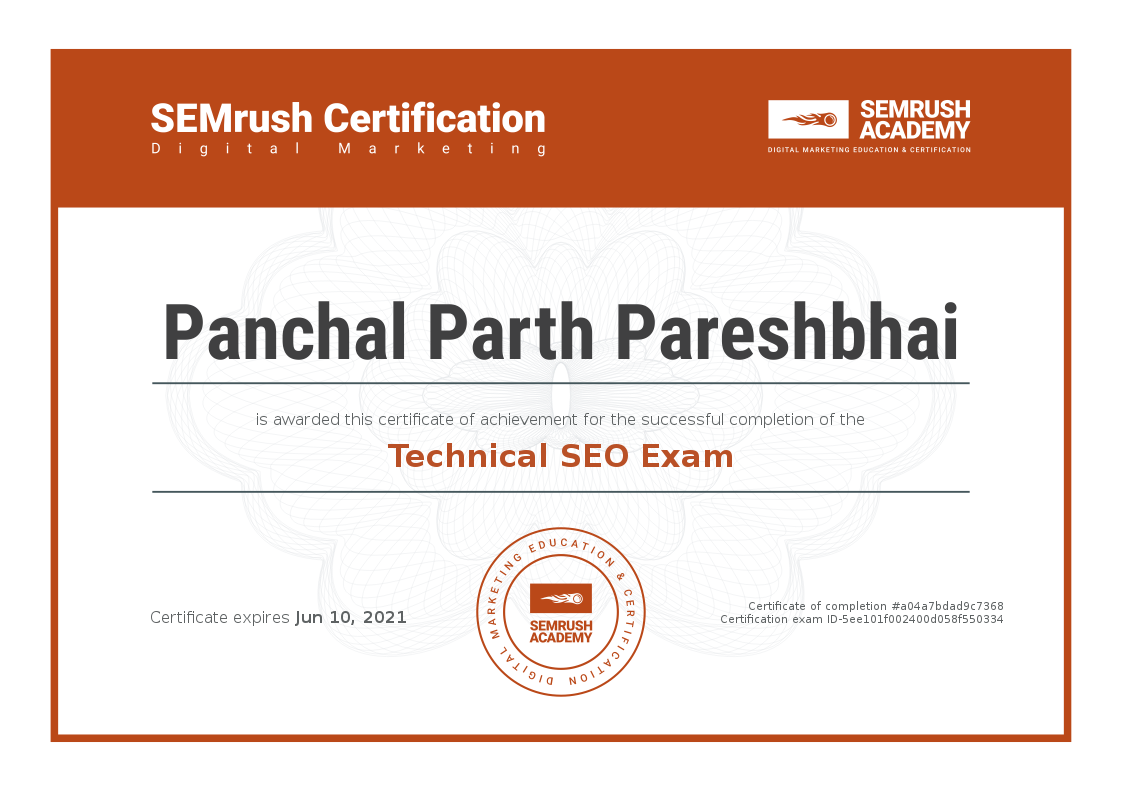 SEMrush Certification
Digital Marketing
SEMRUSH
ACADEMY
DIGITAL MARKETING EDUCATION & CERTIFICATION
Panchal Parth Pareshbhai
is awarded this certificate of achievement for the successful completion of the
Technical SEO Exam
Certificate expires Jun 10, 2021
DIGITAL MARKETING EDUCATION & CERTIFICATION
SEMRUSH
ACADEMY
Certificate of completion #a04a7bdad9c7368
Certification exam ID-5ee101f002400d058f550334